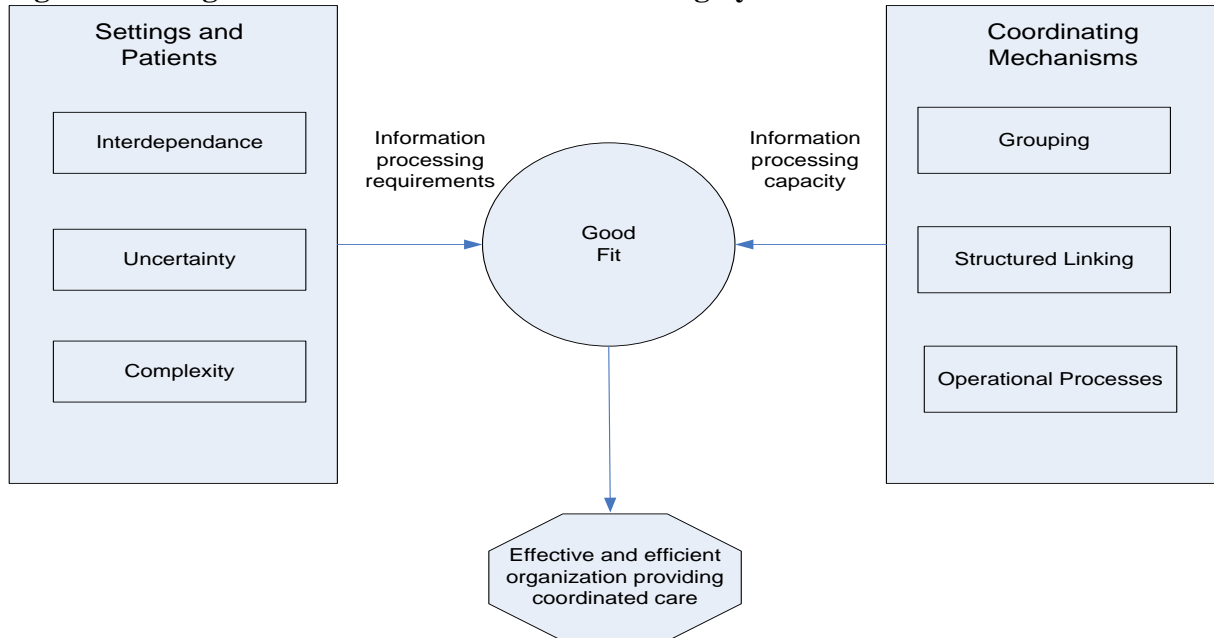 Settings and
Patients
Interdependance
Uncertainty
Complexity
Information
processing
requirements
Good
Fit
Information
processing
capacity
Coordinating
Mechanisms
Grouping
Structured Linking
Operational Processes
Effective and efficient
organization providing
coordinated care